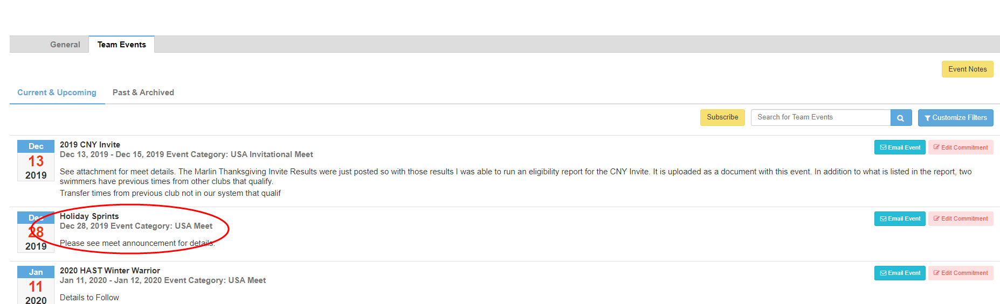 General Team Events
Event Notes
Current & Upcoming Past & Archived
Subscribe Search for Team Events Customize Filters
Dec
13
2019
2019 CNY Invite
Dec 13, 2019 - Dec 15, 2019 Event Category: USA Invitational Meet
See attachment for meet details. The Marlin Thanksgiving Invite Results were just posted so with those results I was able to run an eligibility report for the CNY Invite. It is uploaded as a document with this event. In addition to what is listed in the report, two
swimmers have previous times from other clubs that qualify.
Transfer times from previous club not in our system that qualif
Email Event Edit Commitment
Dec
28
2019
Holiday Sprints
Dec 28, 2019 Event Category: USA Meet
Please see meet announcement for details.
Email Event Edit Commitment
Jan
11
2020
2020 HAST Winter Warrior
Jan 11, 2020 - Jan 12, 2020 Event Category: USA Meet
Details to Follow
Email Event Edit Commitment